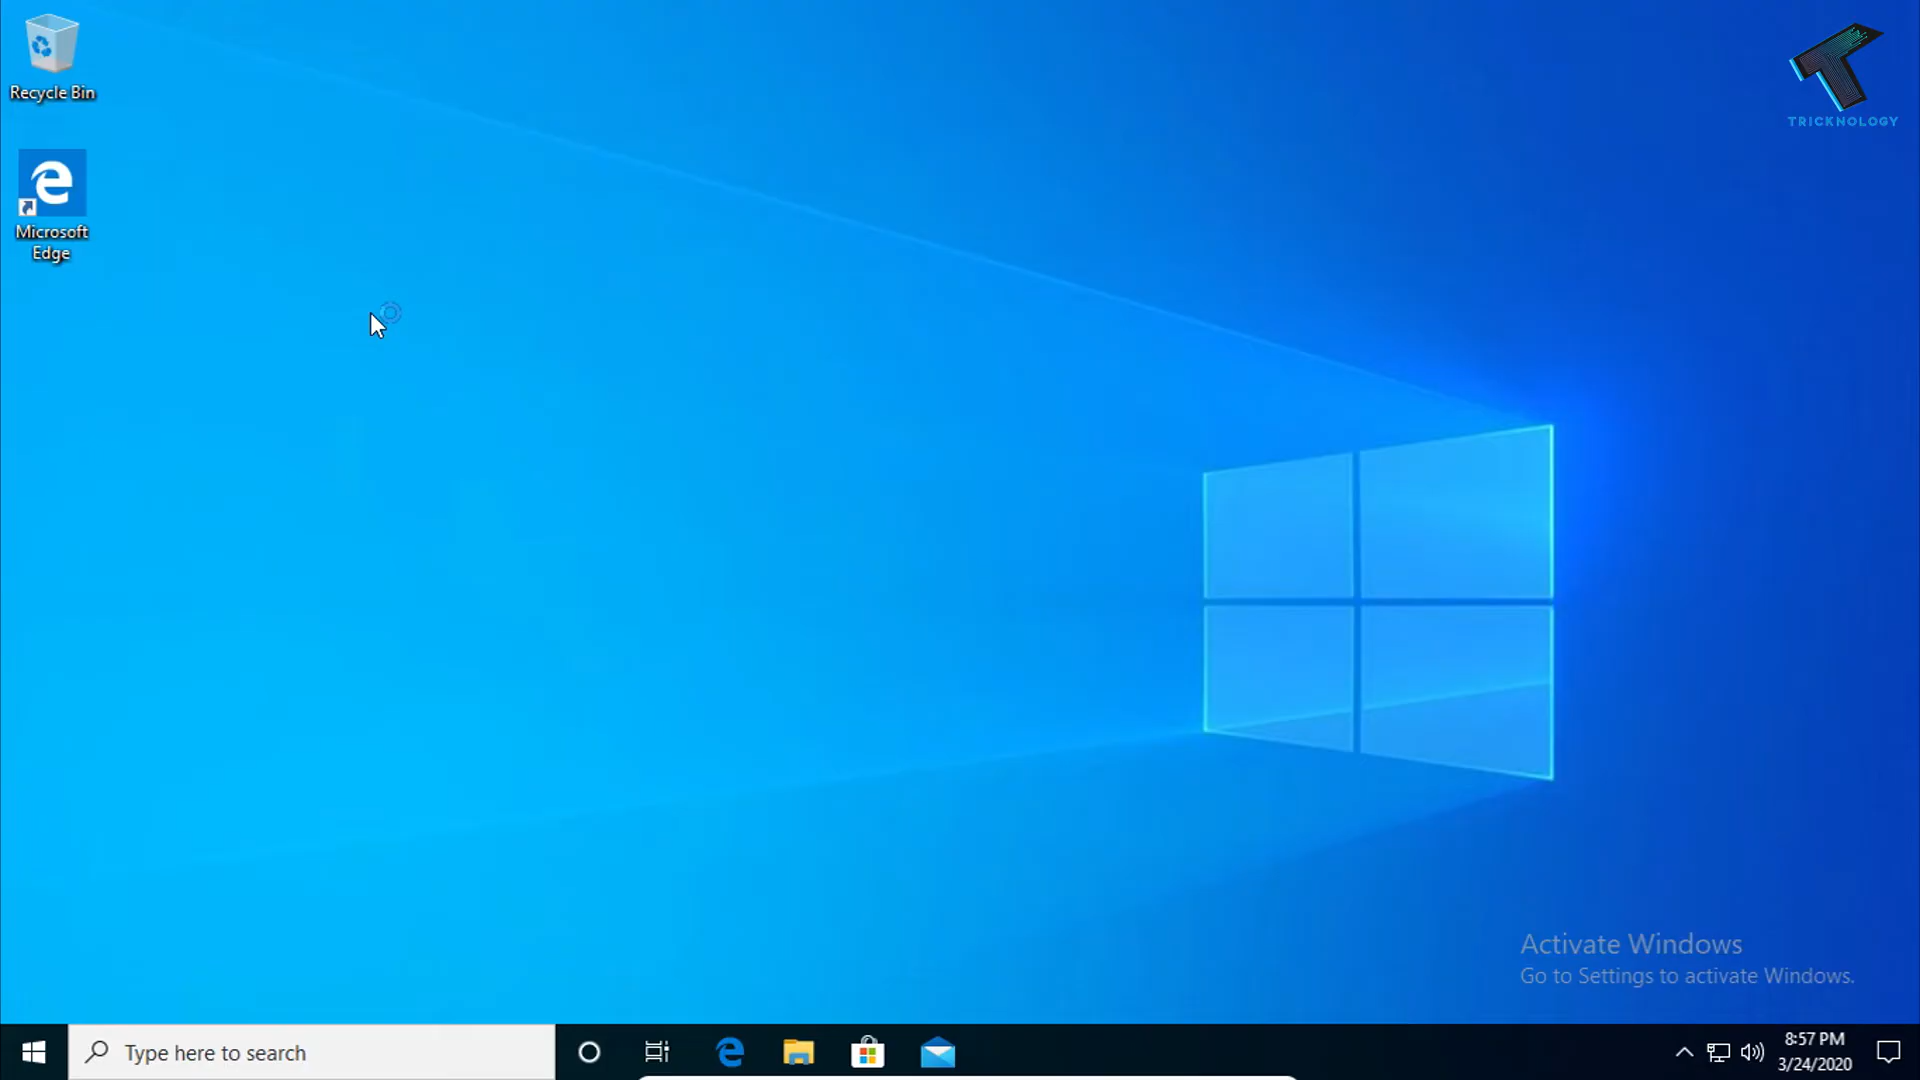 Recycle Bin
TRICKNOLOGY
Microsoft
Edge
Activate Windows
Go to Settings to activate Windows.
Type here to search
8:57 PM
3/24/2020